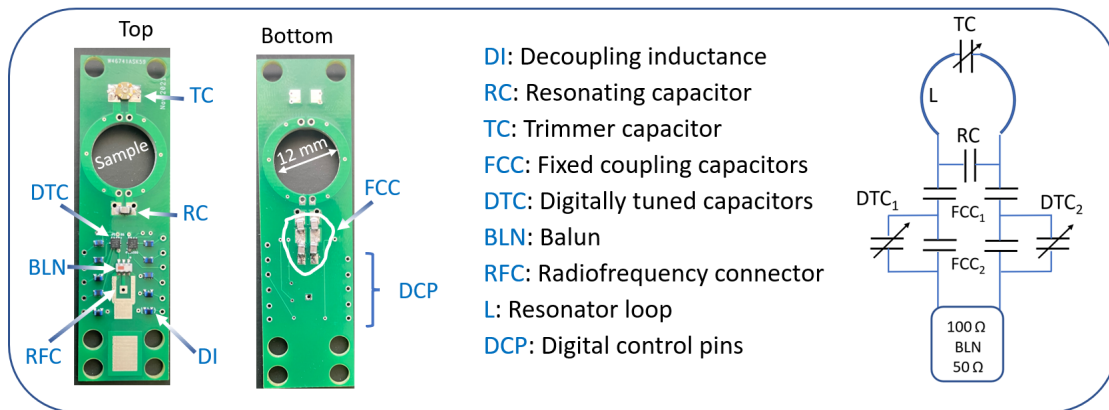 Top
Bottom
TC
Sample
DTC
RC
BLN
RFC
DI
12 mm
FCC
DCP
DI: Decoupling inductance
RC: Resonating capacitor
TC: Trimmer capacitor
FCC: Fixed coupling capacitors
DTC: Digitally tuned capacitors
BLN: Balun
RFC: Radiofrequency connector
L: Resonator loop
DCP: Digital control pins
TC
L
RC
DTC₁
FCC₁
DTC₂
FCC₂
100 Ω
BLN
50 Ω